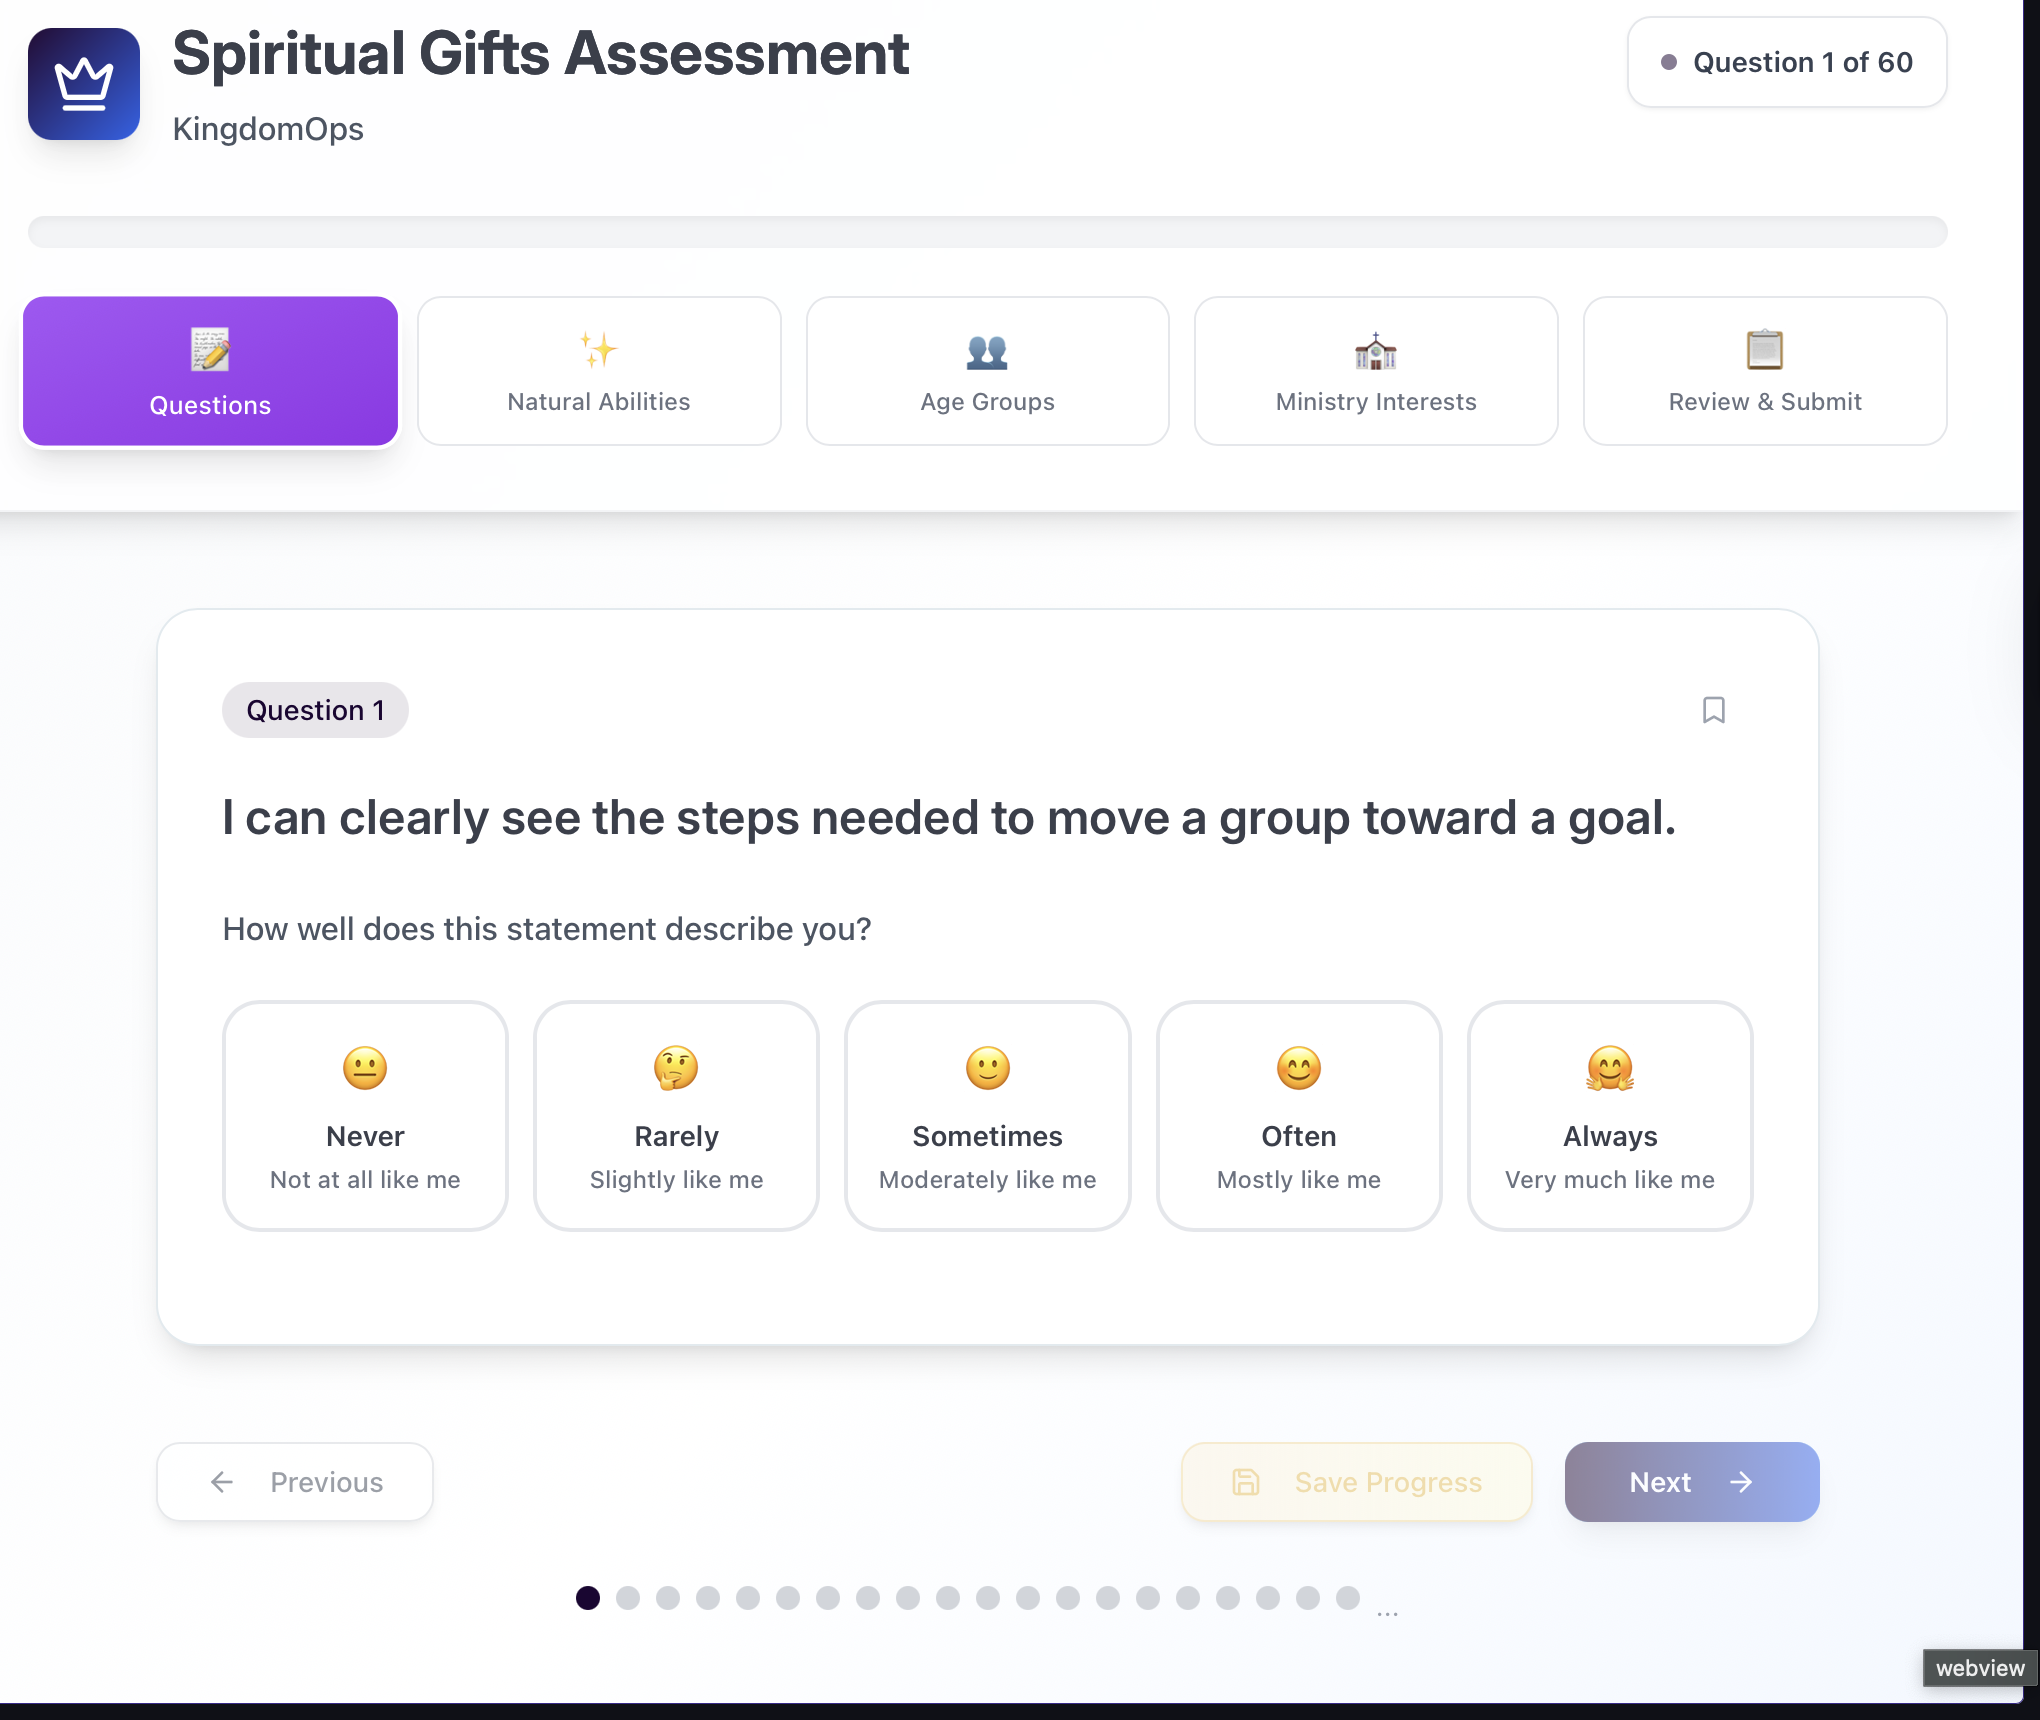 Spiritual Gifts Assessment
KingdomOps
Question 1 of 60
Questions
Natural Abilities
Age Groups
Ministry Interests
Review & Submit
Question 1
I can clearly see the steps needed to move a group toward a goal.
How well does this statement describe you?
Never
Not at all like me
Rarely
Slightly like me
Sometimes
Moderately like me
Often
Mostly like me
Always
Very much like me
Previous
Save Progress
Next
...
webview